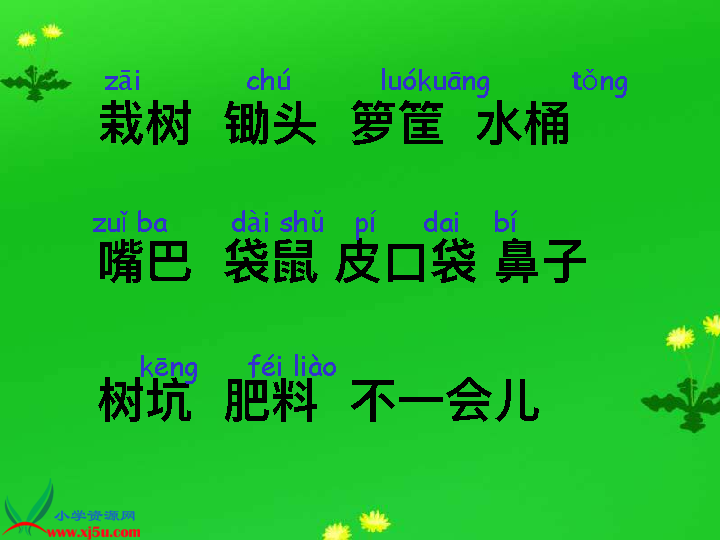 zāi chú luókuāng tǒng
栽树 锄头 箩筐 水桶
zuǐ ba dài shǔ pí dai bí
嘴巴 袋鼠 皮口袋 鼻子
kēng féi liào
树坑 肥料 不一会儿
小学资源网
www.xj5u.com